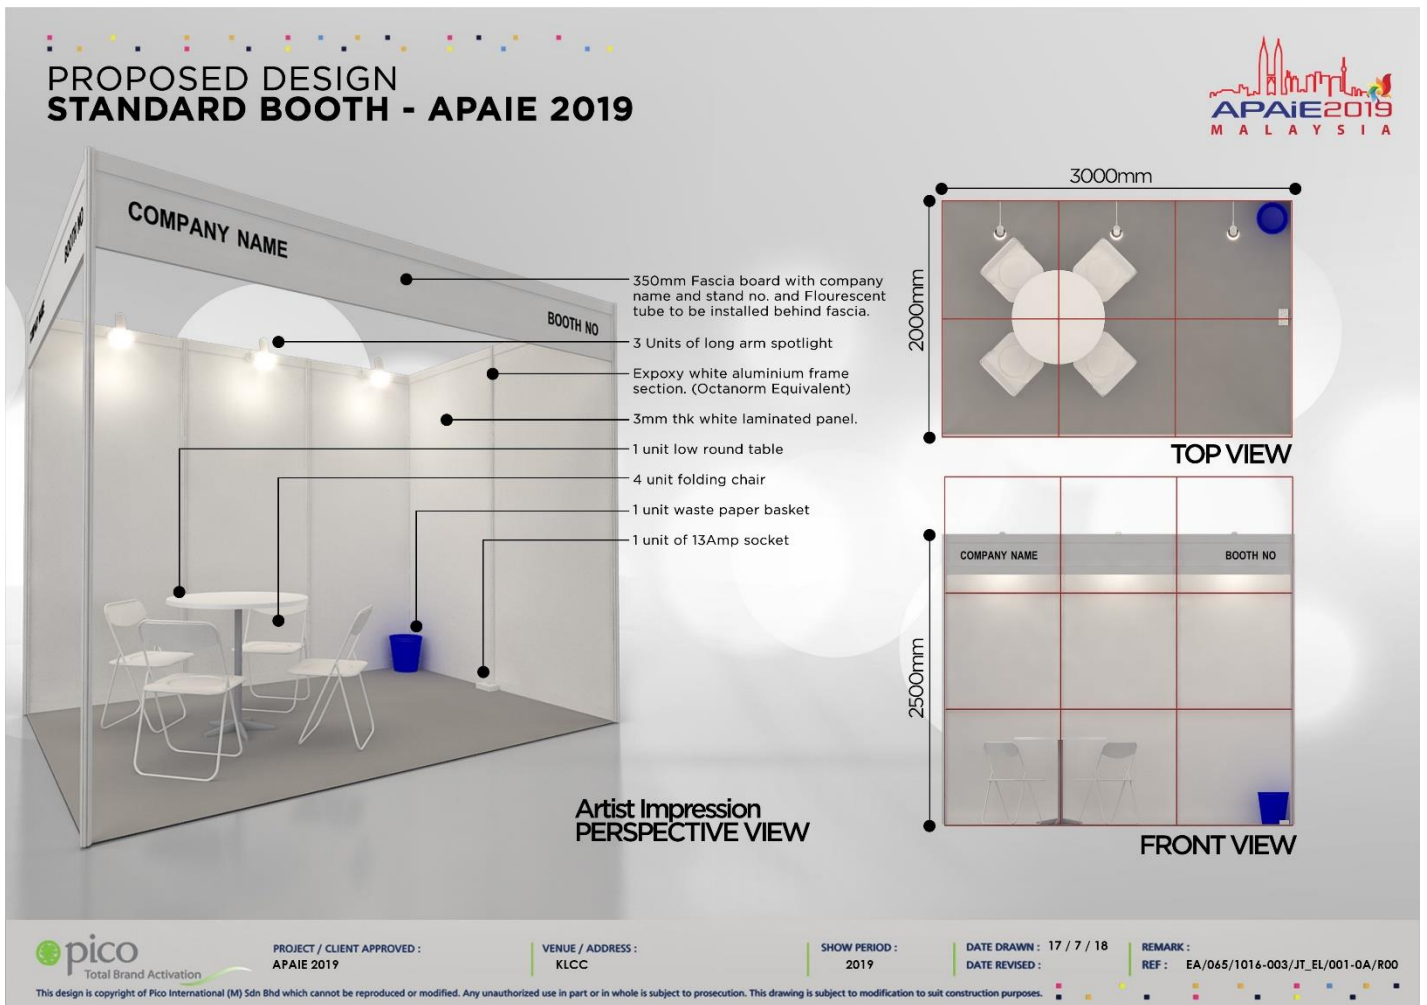 PROPOSED DESIGN
STANDARD BOOTH - APAIE 2019
APAiE2019
MALAYSIA
COMPANY NAME
BOOTH NO
BOOTH NO
350mm Fascia board with company
name and stand no. and Flourescent
tube to be installed behind fascia.
3 Units of long arm spotlight
Expoxy white aluminium frame
section. (Octanorm Equivalent)
3mm thk white laminated panel.
1 unit low round table
4 unit folding chair
1 unit waste paper basket
1 unit of 13Amp socket
Artist Impression
PERSPECTIVE VIEW
3000mm
2000mm
TOP VIEW
COMPANY NAME
BOOTH NO
2500mm
FRONT VIEW
pico
Total Brand Activation
PROJECT / CLIENT APPROVED :
APAIE 2019
VENUE / ADDRESS :
KLCC
SHOW PERIOD :
2019
DATE DRAWN : 17 / 7 / 18
DATE REVISED :
REMARK :
REF : EA/065/1016-003/JT_EL/001-0A/R00
This design is copyright of Pico International (M) Sdn Bhd which cannot be reproduced or modified. Any unauthorized use in part or in whole is subject to prosecution. This drawing is subject to modification to suit construction purposes.